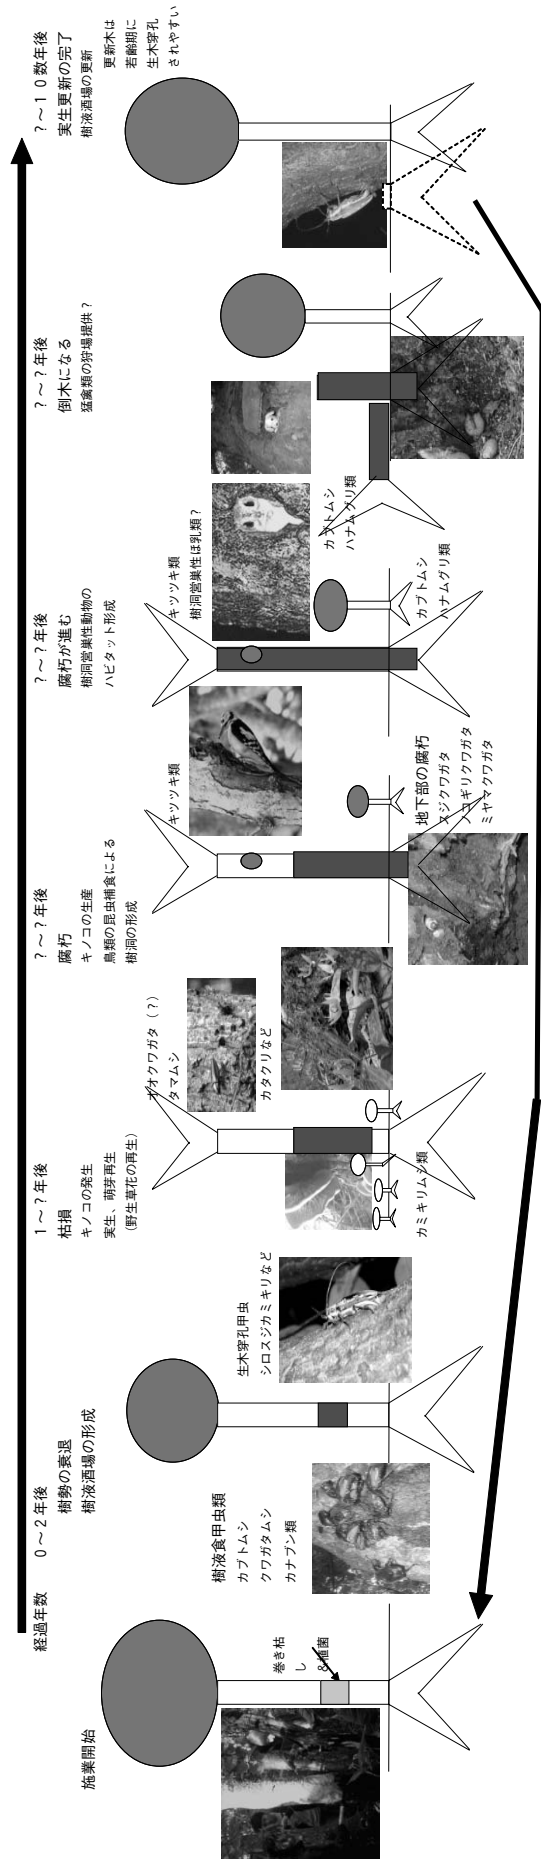 経過年数
施業開始
巻き枯
し
&植菌
０～２年後
樹勢の衰退
樹液酒場の形成
樹液食甲虫類
カブトムシ
クワガタムシ
カナブン類
生木穿孔甲虫
シロスジカミキリなど
１～？年後
枯損
キノコの発生
実生、萌芽再生
（野生草花の再生）
オオクワガタ（？）
タマムシ
カタクリなど
カミキリムシ類
？～？年後
腐朽
キノコの生産
鳥類の昆虫補食による
樹洞の形成
キツツキ類
地下部の腐朽
スジクワガタ
ノコギリクワガタ
ミヤマクワガタ
？～？年後
腐朽が進む
樹洞営巣性動物の
ハビタット形成
キツツキ類
樹洞営巣性ほ乳類？
カブトムシ
ハナムグリ類
？～？年後
倒木になる
猛禽類の狩場提供？
カブトムシ
ハナムグリ類
？～１０数年後
実生更新の完了
樹液酒場の更新
更新木は
若齢期に
生木穿孔
されやすい